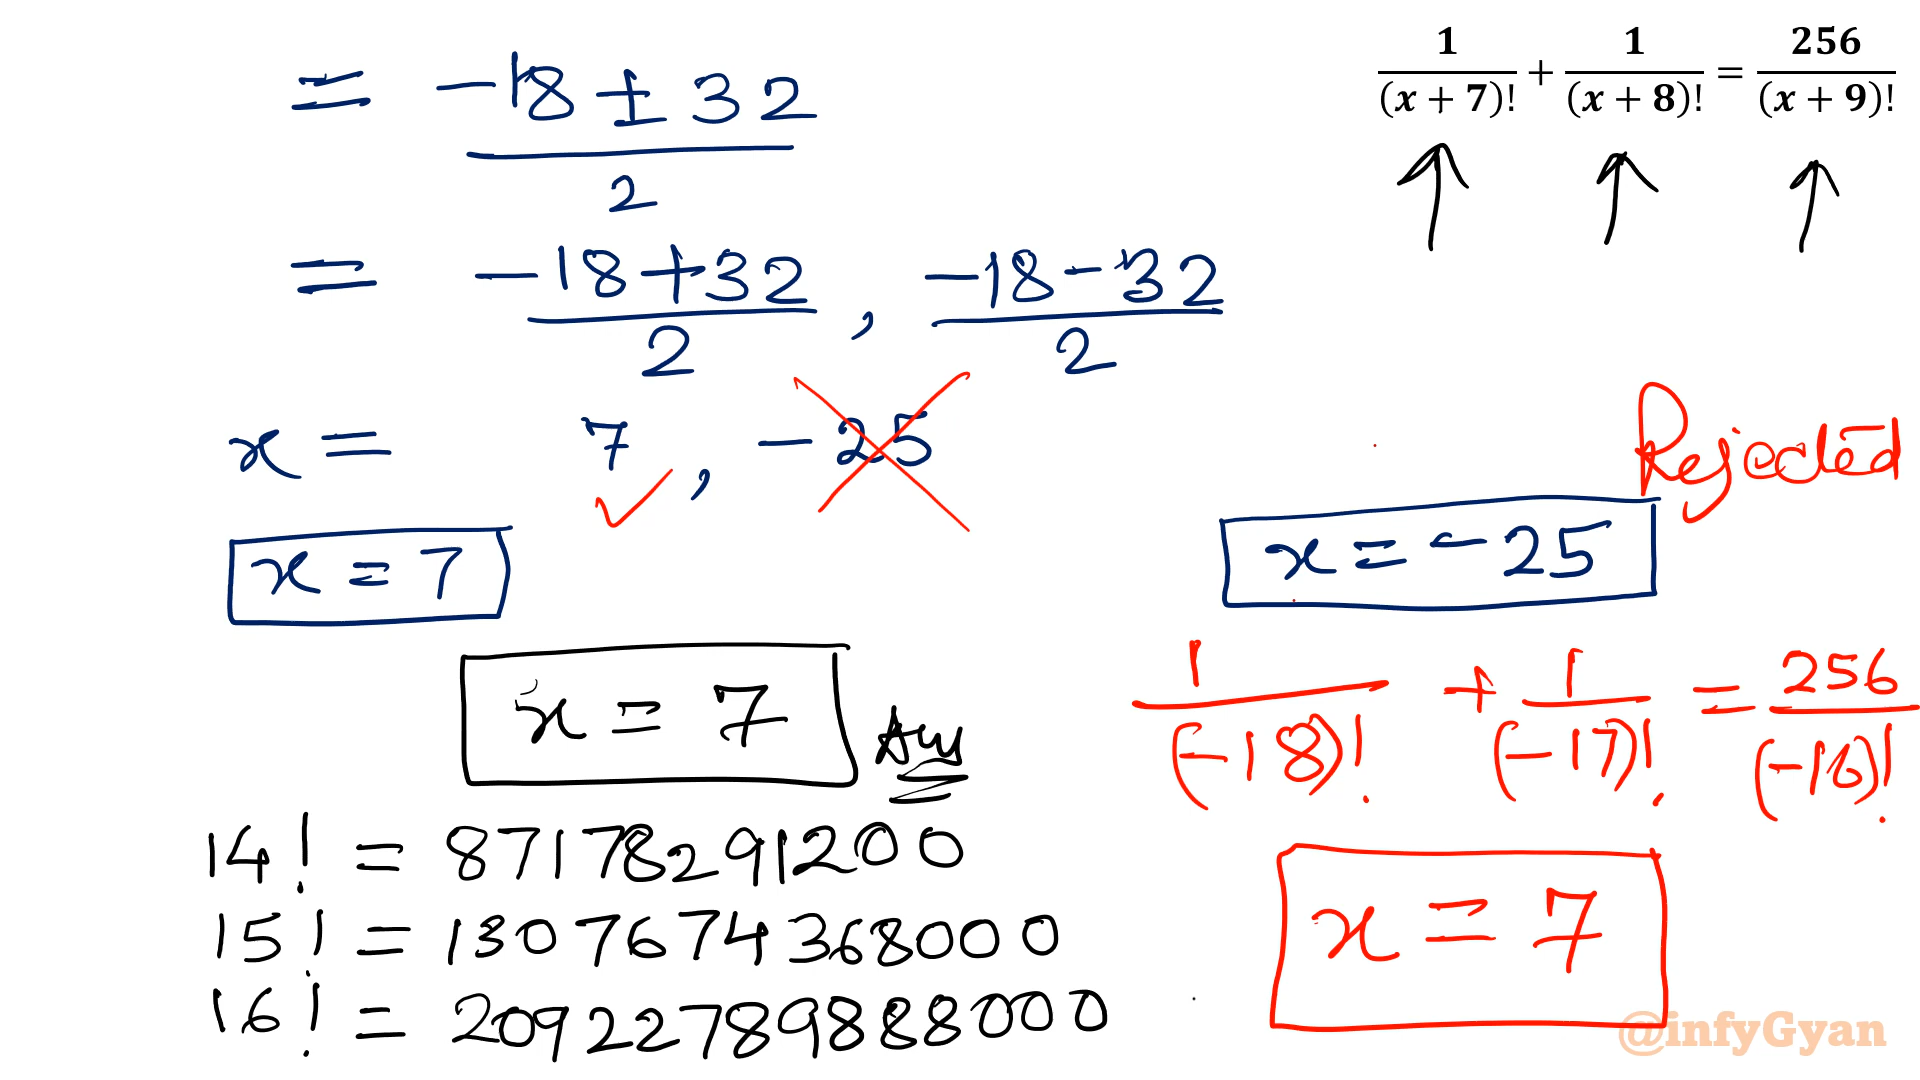 1/(x + 7)! + 1/(x + 8)! = 256/(x + 9)!
= -18 ± 32 / 2
= -18+32 / 2 , -18-32 / 2
x = 7 , -25
x = 7
x = 7 Ans
14! = 87178291200
15! = 1307674368000
16! = 20922789888000
Rejected
x = -25
1/(-18)! + 1/(-17)! = 256/(-16)!
x = 7
@infyGyan